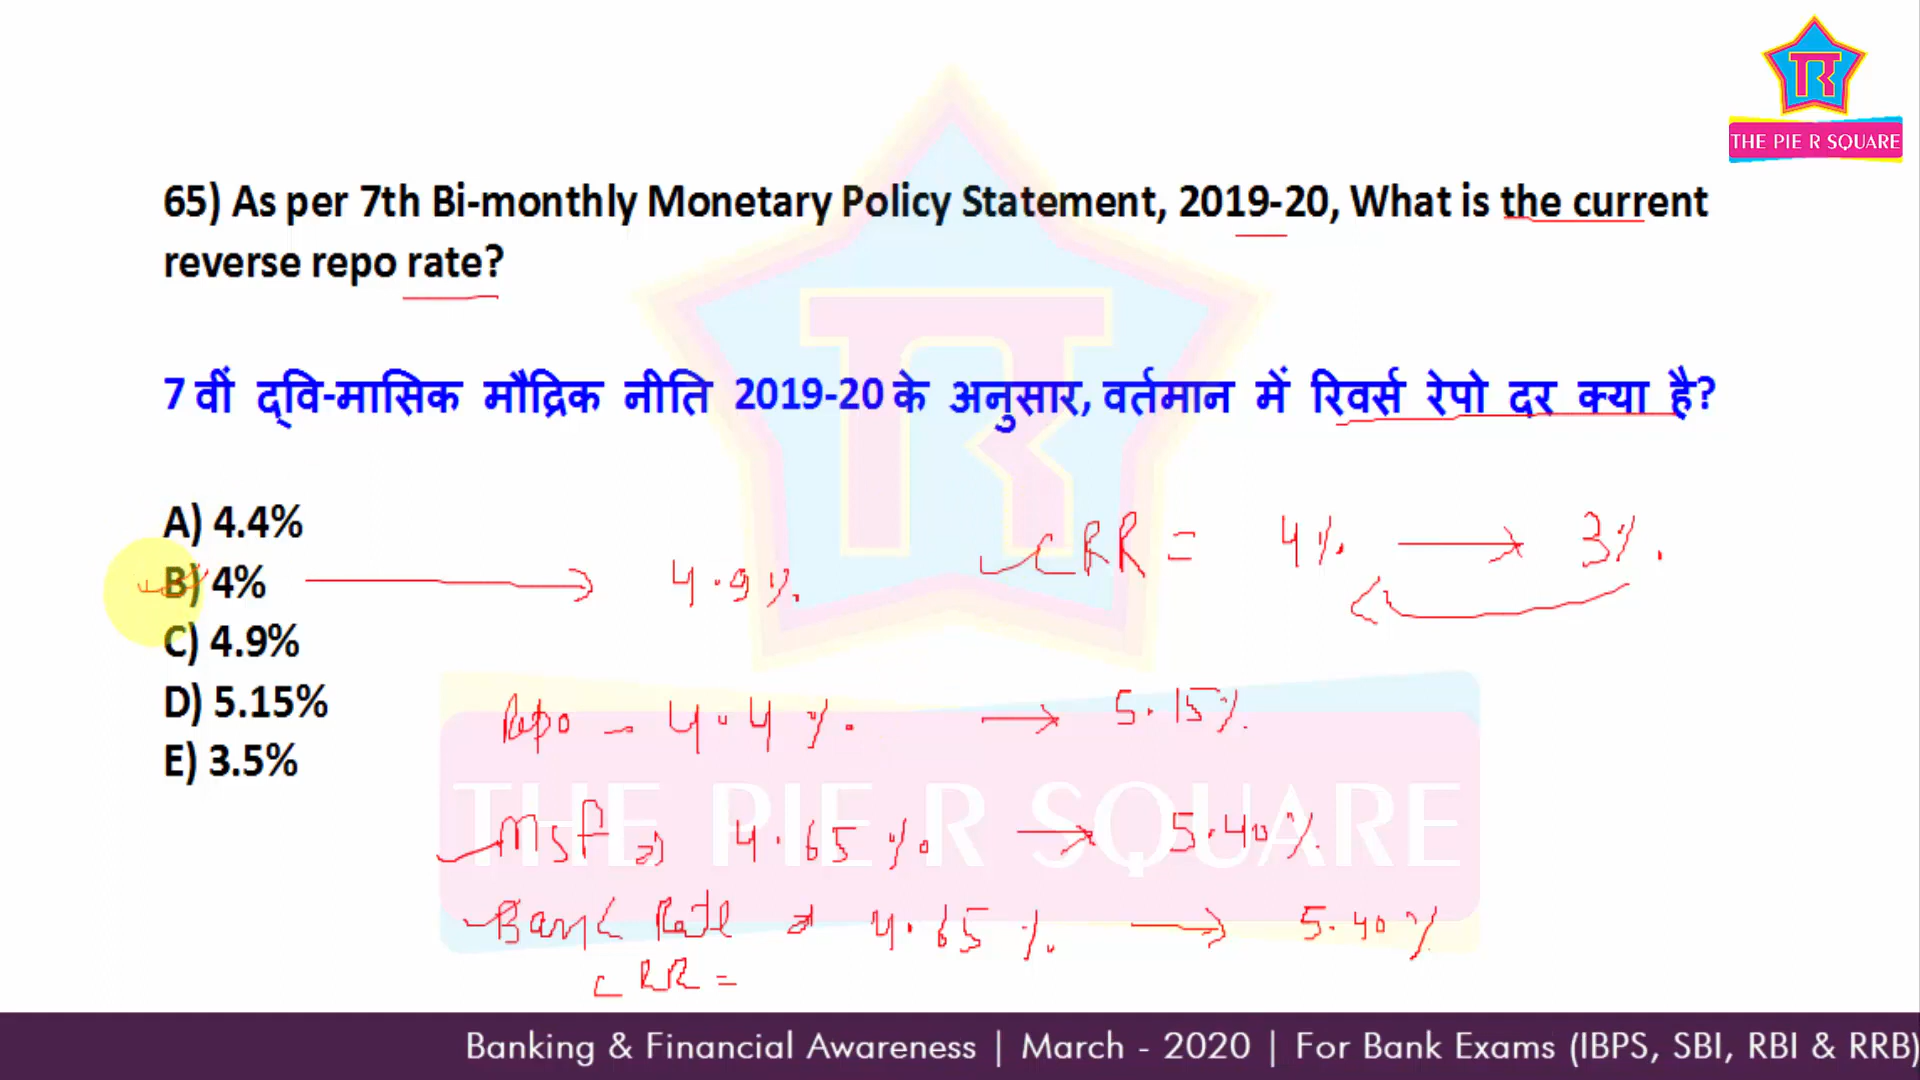 THE PIE R SQUARE
65) As per 7th Bi-monthly Monetary Policy Statement, 2019-20, What is the current
reverse repo rate?
7 वीं द्वि-मासिक मौद्रिक नीति 2019-20 के अनुसार, वर्तमान में रिवर्स रेपो दर क्या है?
A) 4.4%
B) 4% → 4.9%
C) 4.9%
D) 5.15%
E) 3.5%
CRR = 4% → 3%
Repo - 4.4% → 5.15%
MSF ⇒ 4.65% → 5.40%
Bank Rate ⇒ 4.65% → 5.40%
CRR =
THE PIE R SQUARE
Banking & Financial Awareness | March - 2020 | For Bank Exams (IBPS, SBI, RBI & RRB)